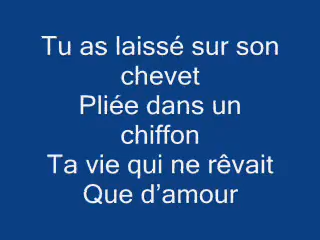 Tu as laissé sur son
chevet
Pliée dans un
chiffon
Ta vie qui ne rêvait
Que d’amour